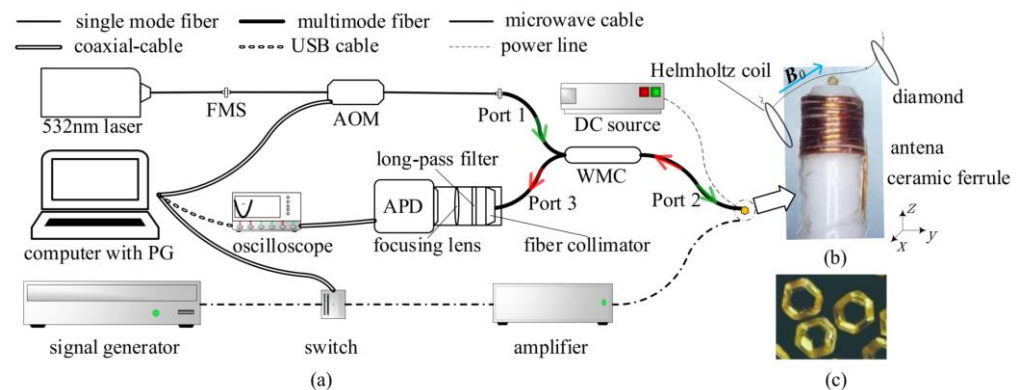 single mode fiber
multimode fiber
microwave cable
coaxial-cable
USB cable
power line
532nm laser
FMS
AOM
Port 1
DC source
Helmholtz coil
B0
diamond
computer with PG
oscilloscope
APD
long-pass filter
focusing lens
Port 3
fiber collimator
WMC
Port 2
antena
ceramic ferrule
Z
x
y
(b)
signal generator
switch
amplifier
(a)
(c)